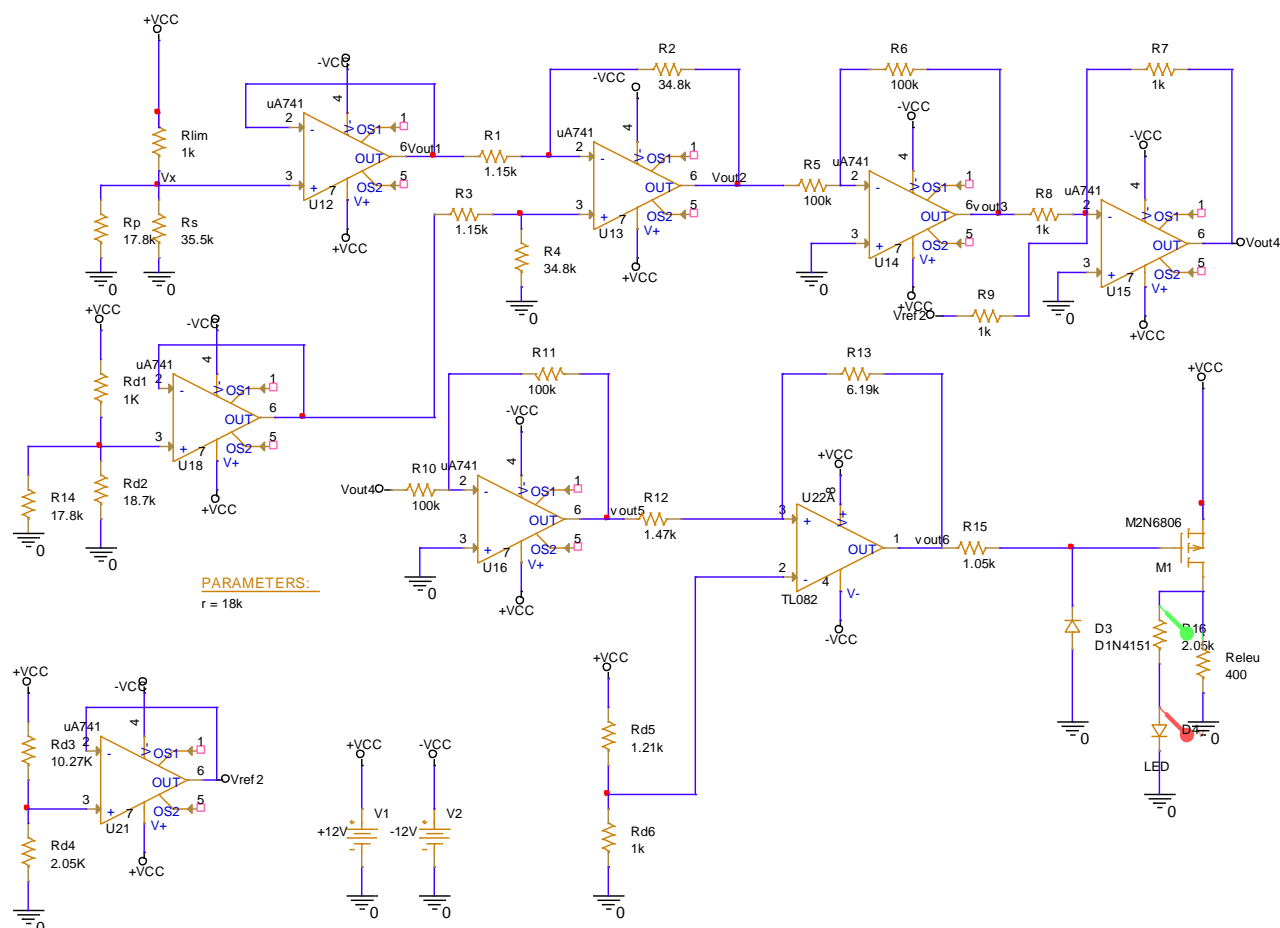 +VCC
Rlim
1k
Vx
Rp
17.8k
Rs
35.5k
0
0
-VCC
uA741
2
-
3
+
4
V-
OS1
1
OUT
6
OS2
5
7
V+
U12
+VCC
Vout1
R1
1.15k
R2
34.8k
-VCC
uA741
2
-
3
+
4
V-
OS1
1
OUT
6
OS2
5
7
V+
U13
+VCC
Vout2
R3
1.15k
R4
34.8k
0
R5
100k
R6
100k
-VCC
uA741
2
-
3
+
4
V-
OS1
1
OUT
6
OS2
5
7
V+
U14
+VCC
0
vout3
R8
1k
R7
1k
Vref2
R9
1k
-VCC
uA741
2
-
3
+
4
V-
OS1
1
OUT
6
OS2
5
7
V+
U15
+VCC
0
Vout4
+VCC
Rd1
1K
R14
17.8k
Rd2
18.7k
0
0
-VCC
uA741
2
-
3
+
4
V-
OS1
1
OUT
6
OS2
5
7
V+
U18
+VCC
PARAMETERS:
r = 18k
Vout4
R10
100k
R11
100k
-VCC
uA741
2
-
3
+
4
V-
OS1
1
OUT
6
OS2
5
7
V+
U16
+VCC
0
vout5
R12
1.47k
R13
6.19k
+VCC
U22A
3
+
2
-
8
V+
OUT
1
4
V-
TL082
-VCC
vout6
R15
1.05k
+VCC
M2N6806
M1
D3
D1N4151
0
D16
2.05k
Releu
400
0
D4
LED
0
+VCC
Rd3
10.27K
Rd4
2.05K
0
-VCC
uA741
2
-
3
+
4
V-
OS1
1
OUT
6
OS2
5
7
V+
U21
+VCC
Vref2
+VCC
V1
+12V
0
-VCC
V2
-12V
0
+VCC
Rd5
1.21k
Rd6
1k
0